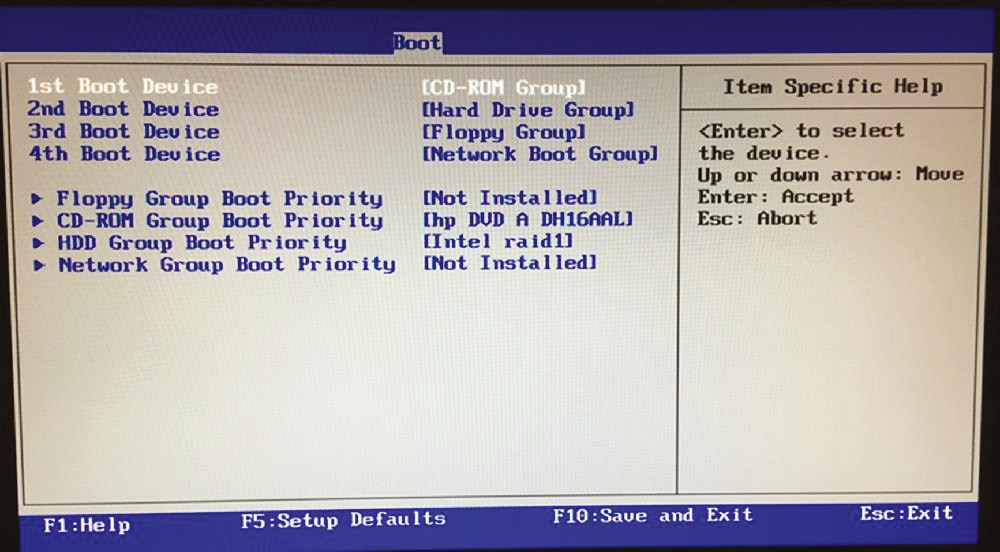 Boot
1st Boot Device [CD-ROM Group]
2nd Boot Device [Hard Drive Group]
3rd Boot Device [Floppy Group]
4th Boot Device [Network Boot Group]
Floppy Group Boot Priority [Not Installed]
CD-ROM Group Boot Priority [hp DVD A DH16AAL]
HDD Group Boot Priority [Intel raid1]
Network Group Boot Priority [Not Installed]
Item Specific Help
<Enter> to select
the device.
Up or down arrow: Move
Enter: Accept
Esc: Abort
F1:Help F5:Setup Defaults F10:Save and Exit Esc:Exit